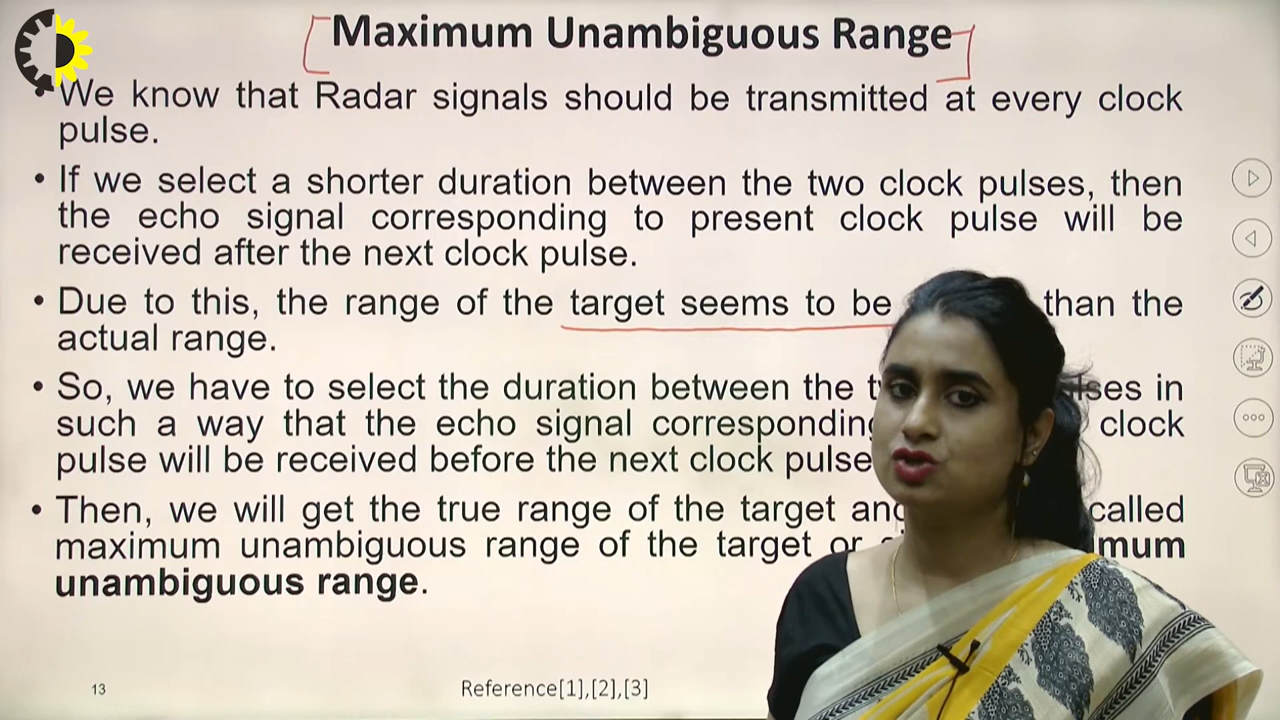 Maximum Unambiguous Range
• We know that Radar signals should be transmitted at every clock
pulse.
• If we select a shorter duration between the two clock pulses, then
the echo signal corresponding to present clock pulse will be
received after the next clock pulse.
• Due to this, the range of the target seems to be than the
actual range.
• So, we have to select the duration between the in
such a way that the echo signal corresponding clock
pulse will be received before the next clock pulse
• Then, we will get the true range of the target and called
maximum unambiguous range of the target or
unambiguous range.
13
Reference[1],[2],[3]